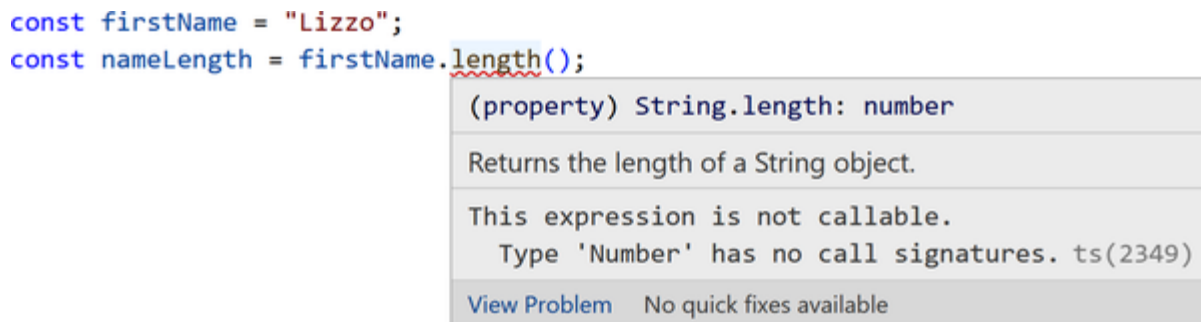 const firstName = "Lizzo";
const nameLength = firstName.length();
(property) String.length: number
Returns the length of a String object.
This expression is not callable.
Type 'Number' has no call signatures. ts(2349)
View Problem No quick fixes available